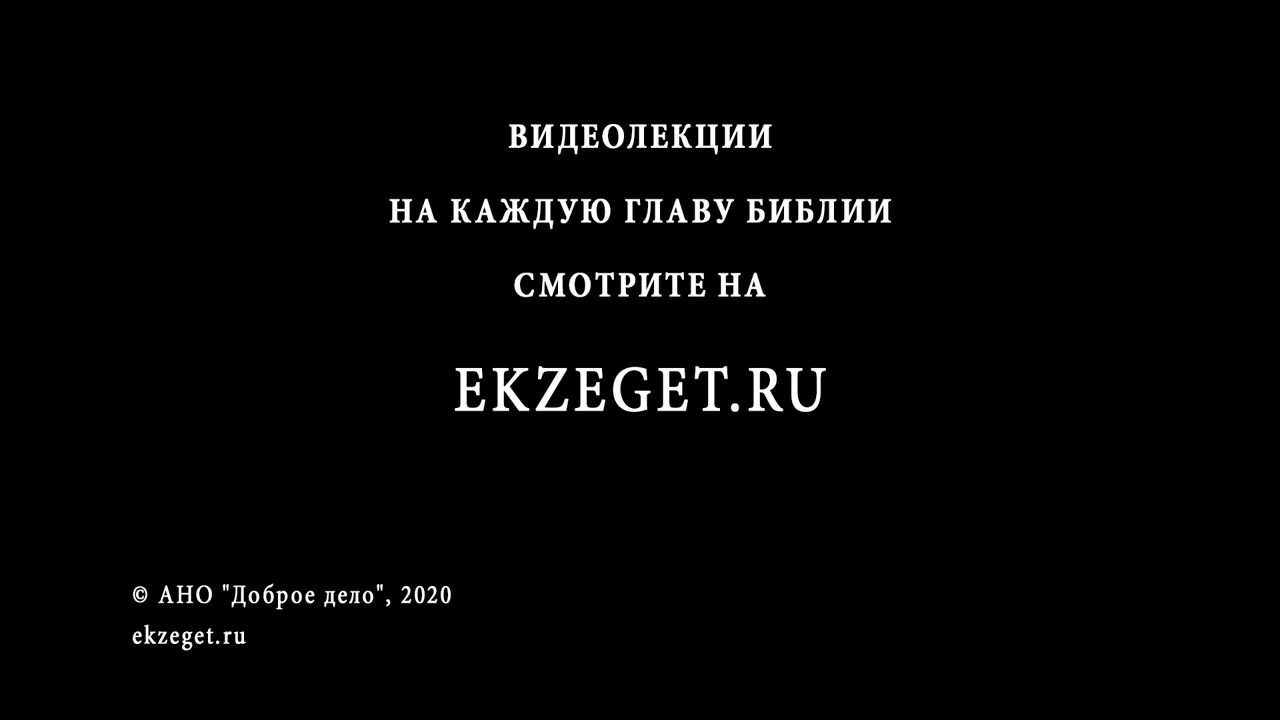 ВИДЕОЛЕКЦИИ
НА КАЖДУЮ ГЛАВУ БИБЛИИ
СМОТРИТЕ НА
EKZEGET.RU
© АНО "Доброе дело", 2020
ekzeget.ru